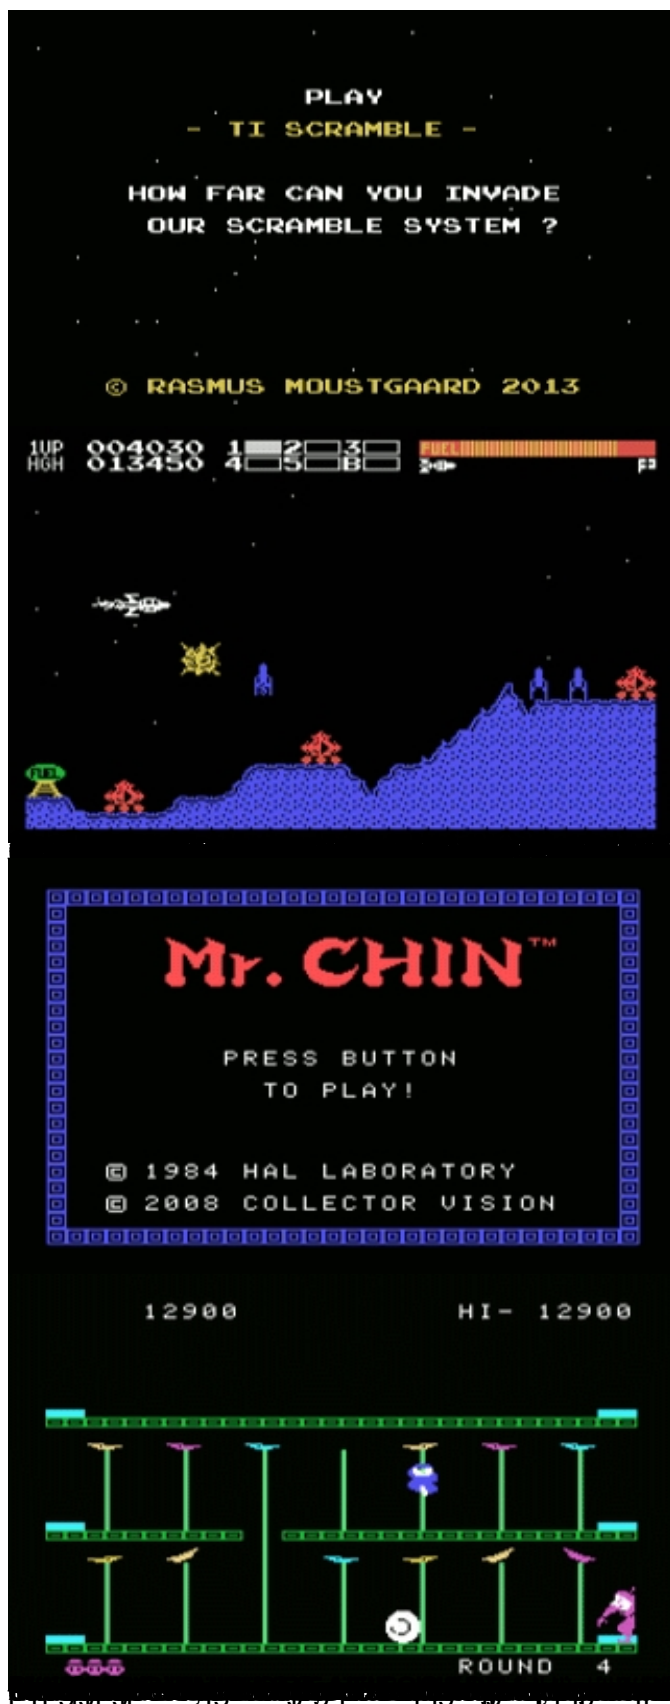 PLAY
- TI SCRAMBLE -
HOW FAR CAN YOU INVADE
OUR SCRAMBLE SYSTEM ?
© RASMUS MOUSTGAARD 2013
1UP 004030 1 2 3 FUEL
HGH 013450 4 5 B
FUEL
Mr. CHIN™
PRESS BUTTON
TO PLAY!
© 1984 HAL LABORATORY
© 2008 COLLECTOR VISION
12900 HI- 12900
ROUND 4